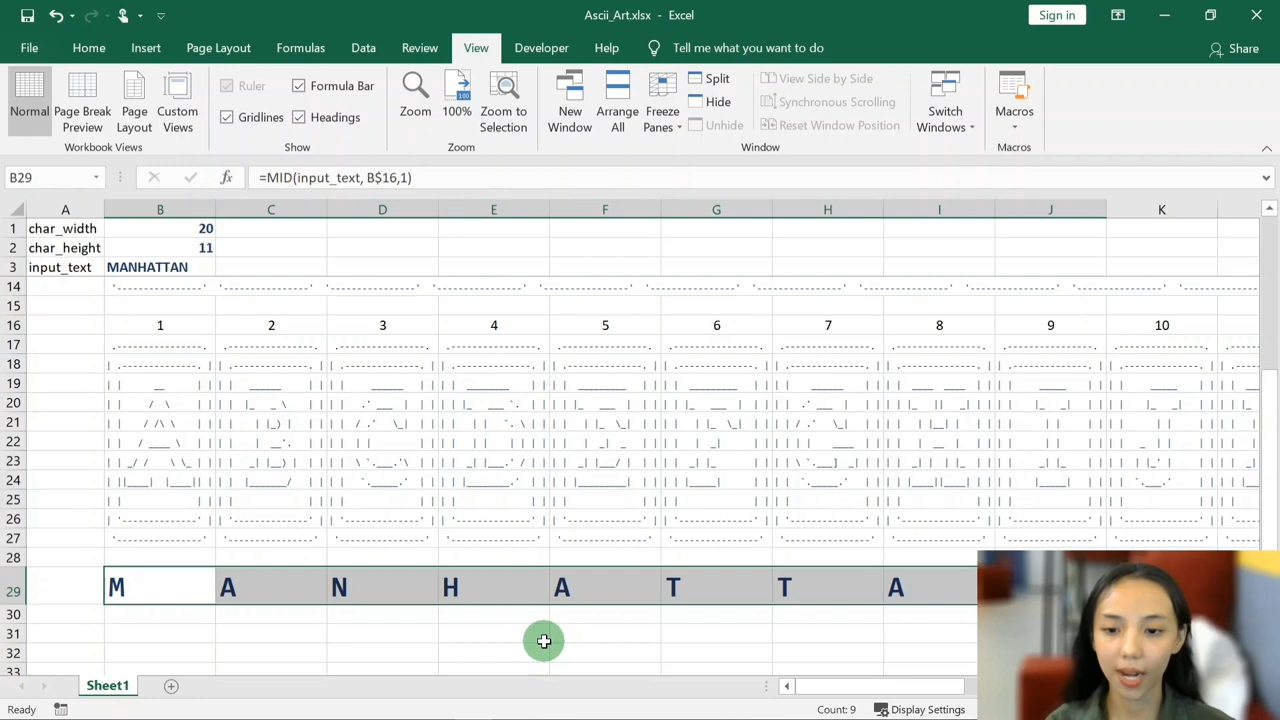 Ascii_Art.xlsx - Excel
Sign in
File Home Insert Page Layout Formulas Data Review View Developer Help Tell me what you want to do Share
Normal
Page Break Preview
Page Layout
Custom Views
Workbook Views
Ruler
Formula Bar
Gridlines
Headings
Show
Zoom
100%
Zoom to Selection
Zoom
New Window
Arrange All
Freeze Panes
Split
Hide
Unhide
View Side by Side
Synchronous Scrolling
Reset Window Position
Window
Switch Windows
Macros
Macros
B29 fx =MID(input_text, B$16,1)
A B C D E F G H I J K
1 char_width 20
2 char_height 11
3 input_text MANHATTAN
14
15
16 1 2 3 4 5 6 7 8 9 10
17
18
19
20
21
22
23
24
25
26
27
28
29 M A N H A T T A
30
31
32
33
Sheet1
Ready
Count: 9
Display Settings